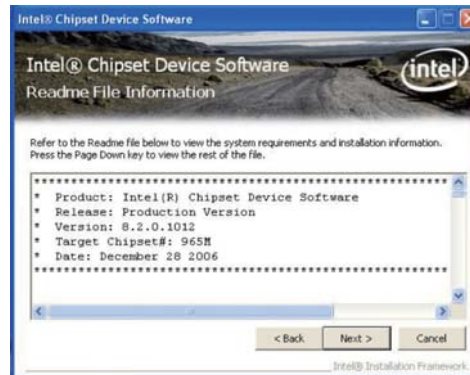 Intel® Chipset Device Software
Intel® Chipset Device Software
Readme File Information
intel
Refer to the Readme file below to view the system requirements and installation information.
Press the Page Down key to view the rest of the file.
****************************************************
* Product: Intel(R) Chipset Device Software
* Release: Production Version
* Version: 8.2.0.1012
* Target Chipset#: 965M
* Date: December 28 2006
****************************************************
< Back Next > Cancel
Intel® Installation Framework